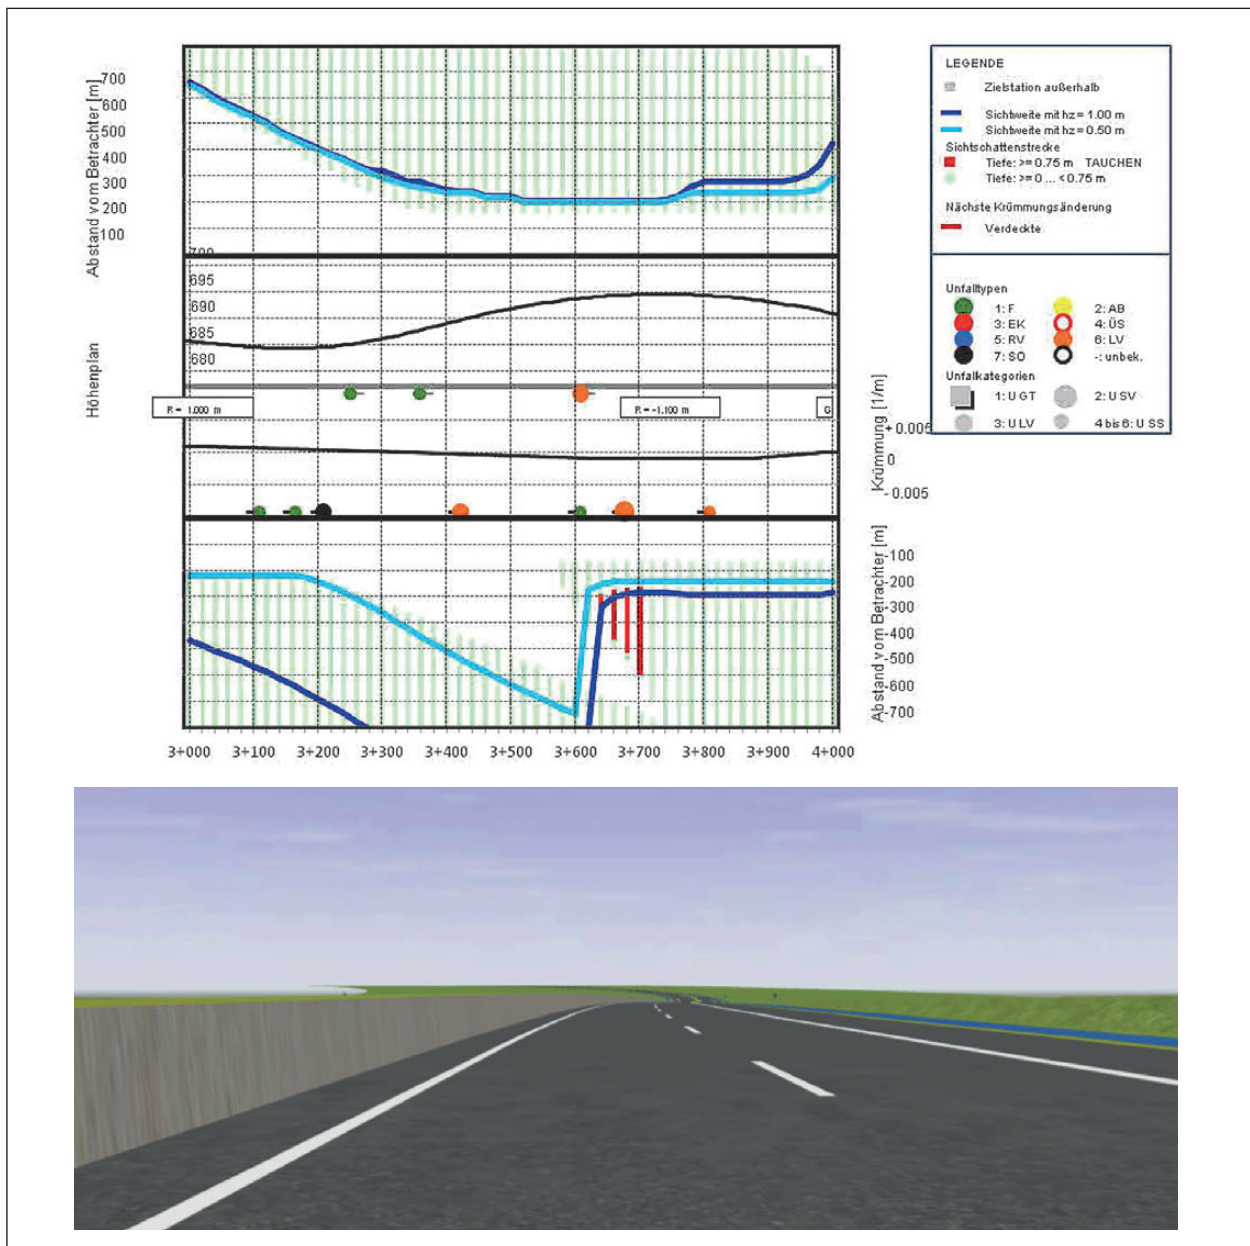 Abstand vom Betrachter [m]
700
600
500
400
300
200
100
700
Höhenplan
695
690
685
680
R = 1.000 m
R = -1.100 m
G
Krümmung [1/m]
+ 0.005
0
- 0.005
Abstand vom Betrachter [m]
-100
-200
-300
-400
-500
-600
-700
3+000 3+100 3+200 3+300 3+400 3+500 3+600 3+700 3+800 3+900 4+000
LEGENDE
Zielstation außerhalb
Sichtweite mit hz = 1.00 m
Sichtweite mit hz = 0.50 m
Sichtschattenstrecke
Tiefe: >= 0.75 m TAUCHEN
Tiefe: >= 0 ... < 0.75 m
Nächste Krümmungsänderung
Verdeckte
Unfalltypen
1: F 2: AB
3: EK 4: ÜS
5: RV 6: LV
7: SO -: unbek.
Unfallkategorien
1: U GT 2: U SV
3: U LV 4 bis 6: U SS